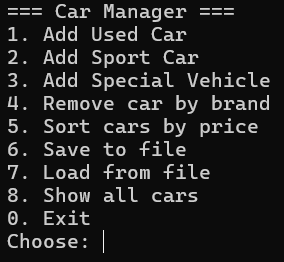 === Car Manager ===
1. Add Used Car
2. Add Sport Car
3. Add Special Vehicle
4. Remove car by brand
5. Sort cars by price
6. Save to file
7. Load from file
8. Show all cars
0. Exit
Choose: